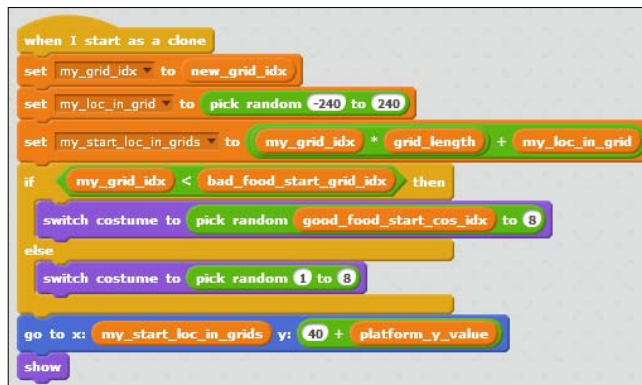 when I start as a clone
set my_grid_idx to new_grid_idx
set my_loc_in_grid to pick random -240 to 240
set my_start_loc_in_grids to my_grid_idx * grid_length + my_loc_in_grid
if my_grid_idx < bad_food_start_grid_idx then
switch costume to pick random good_food_start_cos_idx to 8
else
switch costume to pick random 1 to 8
go to x: my_start_loc_in_grids y: 40 + platform_y_value
show